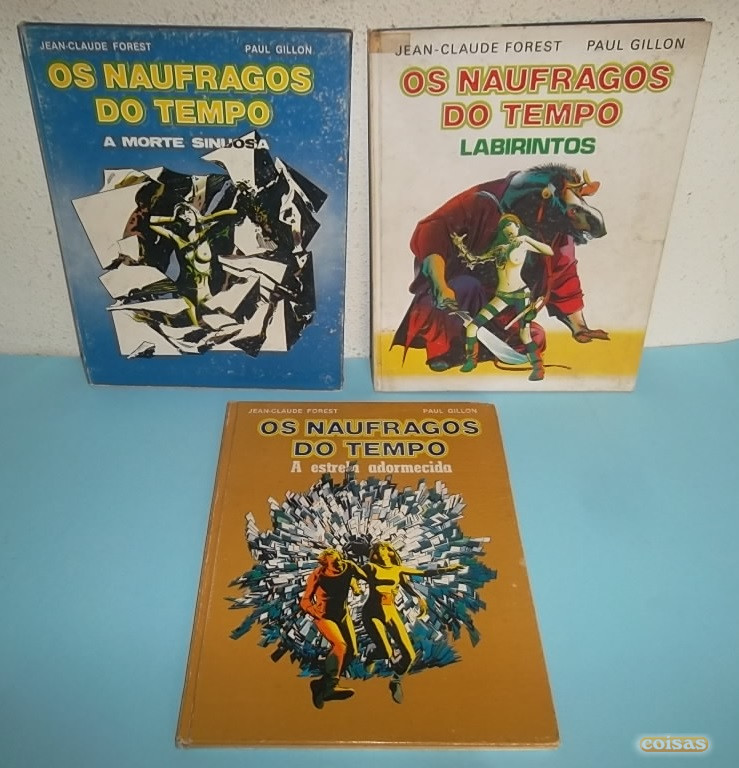 JEAN-CLAUDE FOREST PAUL GILLON
OS NAUFRAGOS
DO TEMPO
A MORTE SINUOSA
JEAN-CLAUDE FOREST PAUL GILLON
OS NAUFRAGOS
DO TEMPO
LABIRINTOS
JEAN-CLAUDE FOREST PAUL GILLON
OS NAUFRAGOS
DO TEMPO
A estrela adormecida
coisas